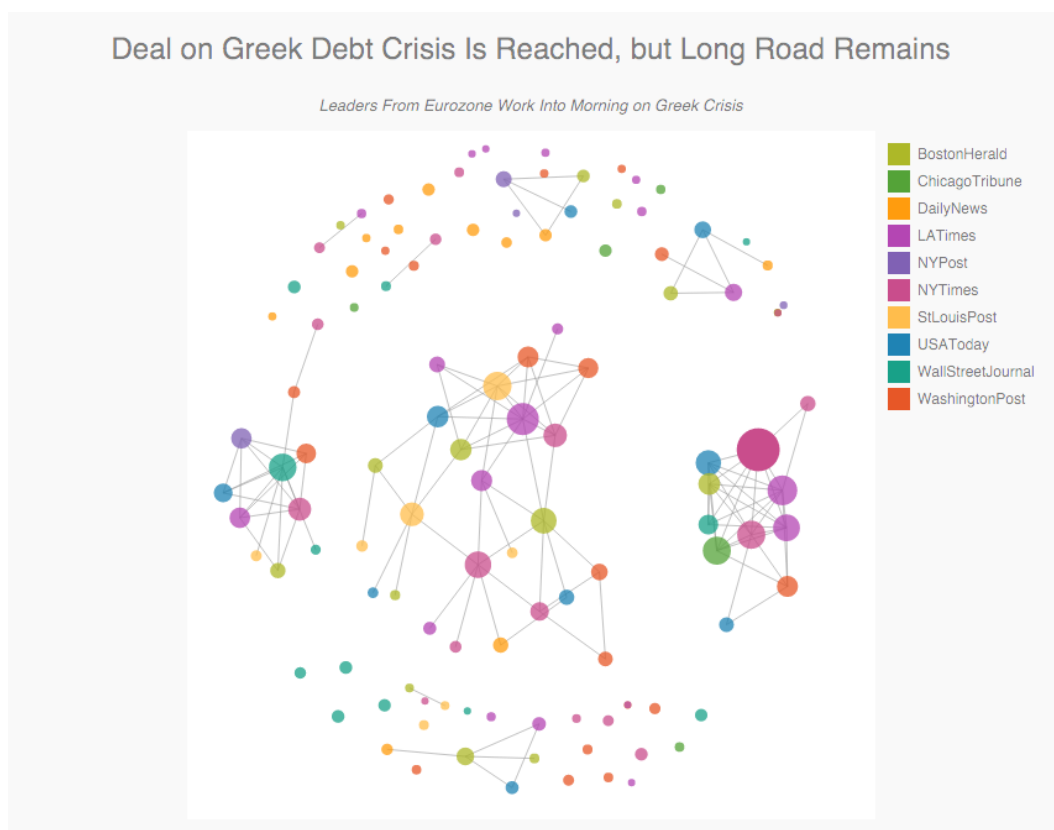 Deal on Greek Debt Crisis Is Reached, but Long Road Remains
Leaders From Eurozone Work Into Morning on Greek Crisis
BostonHerald
ChicagoTribune
DailyNews
LATimes
NYPost
NYTimes
StLouisPost
USAToday
WallStreetJournal
WashingtonPost